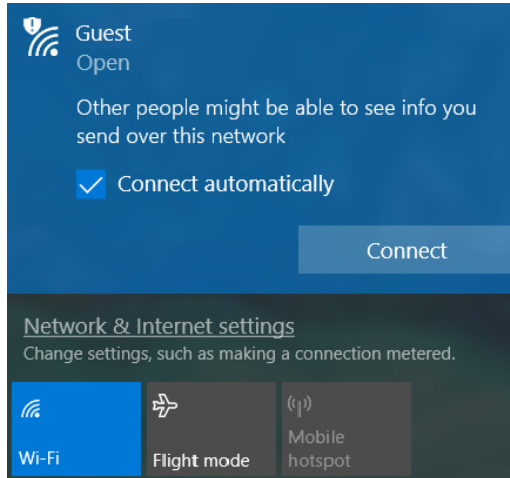 Guest
Open
Other people might be able to see info you
send over this network
Connect automatically
Connect
Network & Internet settings
Change settings, such as making a connection metered.
Wi-Fi
Flight mode
Mobile
hotspot